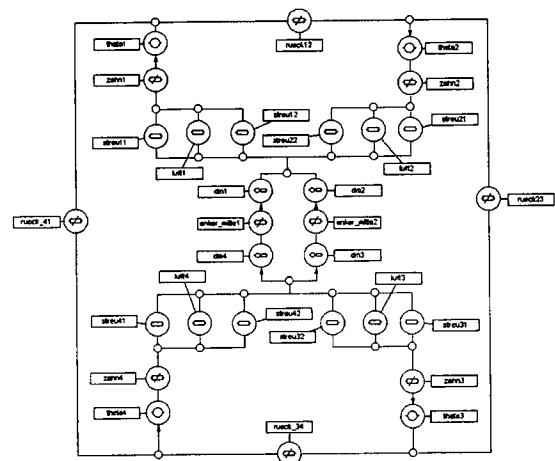 theta1
rueck12
theta2
zahn1
zahn2
streu11
streu12
streu22
streu21
luft1
luft2
dm1
dm2
rueck_41
anker_mitte1
anker_mitte2
rueck23
dm4
dm3
luft4
luft3
streu41
streu42
streu32
streu31
zahn4
zahn3
theta4
theta3
rueck_34